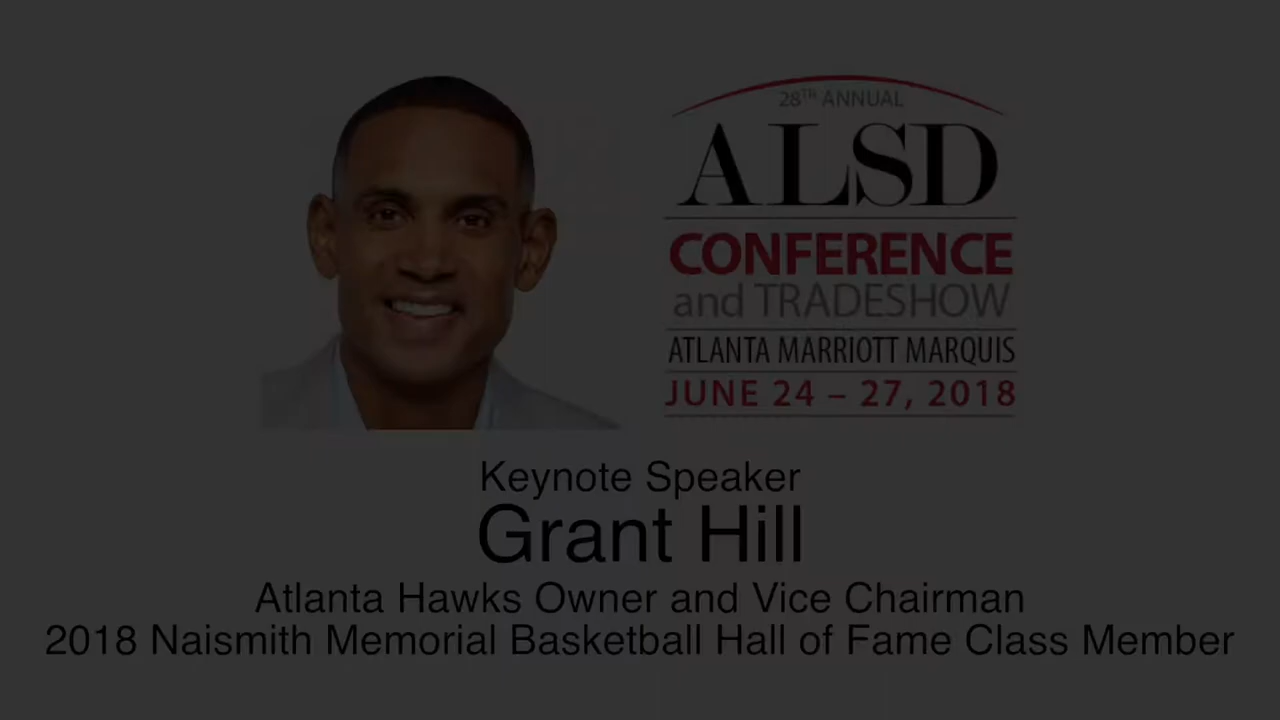 28TH ANNUAL
ALSD
CONFERENCE
and TRADESHOW
ATLANTA MARRIOTT MARQUIS
JUNE 24 – 27, 2018
Keynote Speaker
Grant Hill
Atlanta Hawks Owner and Vice Chairman
2018 Naismith Memorial Basketball Hall of Fame Class Member